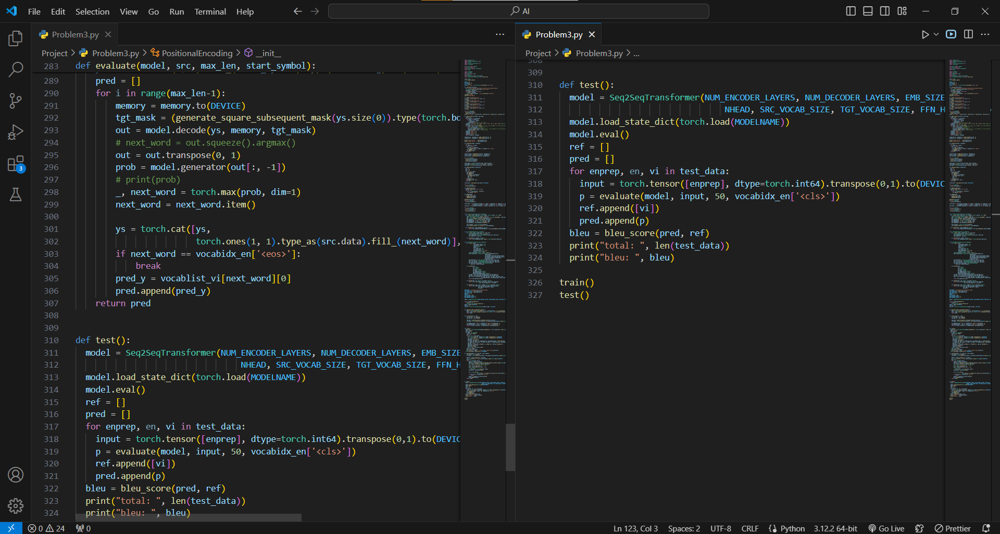 File Edit Selection View Go Run Terminal Help
AI
Problem3.py
Project > Problem3.py > PositionalEncoding > __init__
283 def evaluate(model, src, max_len, start_symbol):
289 pred = []
290 for i in range(max_len-1):
291 memory = memory.to(DEVICE)
292 tgt_mask = (generate_square_subsequent_mask(ys.size(0)).type(torch.bo
293 out = model.decode(ys, memory, tgt_mask)
294 # next_word = out.squeeze().argmax()
295 out = out.transpose(0, 1)
296 prob = model.generator(out[:, -1])
297 # print(prob)
298 _, next_word = torch.max(prob, dim=1)
299 next_word = next_word.item()
300
301 ys = torch.cat([ys,
302 torch.ones(1, 1).type_as(src.data).fill_(next_word)],
303 if next_word == vocabidx_en['<eos>']:
304 break
305 pred_y = vocablist_vi[next_word][0]
306 pred.append(pred_y)
307 return pred
308
309
310 def test():
311 model = Seq2SeqTransformer(NUM_ENCODER_LAYERS, NUM_DECODER_LAYERS, EMB_SIZE
312 NHEAD, SRC_VOCAB_SIZE, TGT_VOCAB_SIZE, FFN_H
313 model.load_state_dict(torch.load(MODELNAME))
314 model.eval()
315 ref = []
316 pred = []
317 for enprep, en, vi in test_data:
318 input = torch.tensor([enprep], dtype=torch.int64).transpose(0,1).to(DEVIC
319 p = evaluate(model, input, 50, vocabidx_en['<cls>'])
320 ref.append([vi])
321 pred.append(p)
322 bleu = bleu_score(pred, ref)
323 print("total: ", len(test_data))
324 print("bleu: ", bleu)
Problem3.py
Project > Problem3.py > ...
308
309
310 def test():
311 model = Seq2SeqTransformer(NUM_ENCODER_LAYERS, NUM_DECODER_LAYERS, EMB_SIZE
312 NHEAD, SRC_VOCAB_SIZE, TGT_VOCAB_SIZE, FFN_H
313 model.load_state_dict(torch.load(MODELNAME))
314 model.eval()
315 ref = []
316 pred = []
317 for enprep, en, vi in test_data:
318 input = torch.tensor([enprep], dtype=torch.int64).transpose(0,1).to(DEVIC
319 p = evaluate(model, input, 50, vocabidx_en['<cls>'])
320 ref.append([vi])
321 pred.append(p)
322 bleu = bleu_score(pred, ref)
323 print("total: ", len(test_data))
324 print("bleu: ", bleu)
325
326 train()
327 test()
3
0 24 0 Ln 123, Col 3 Spaces: 2 UTF-8 CRLF Python 3.12.2 64-bit Go Live Prettier